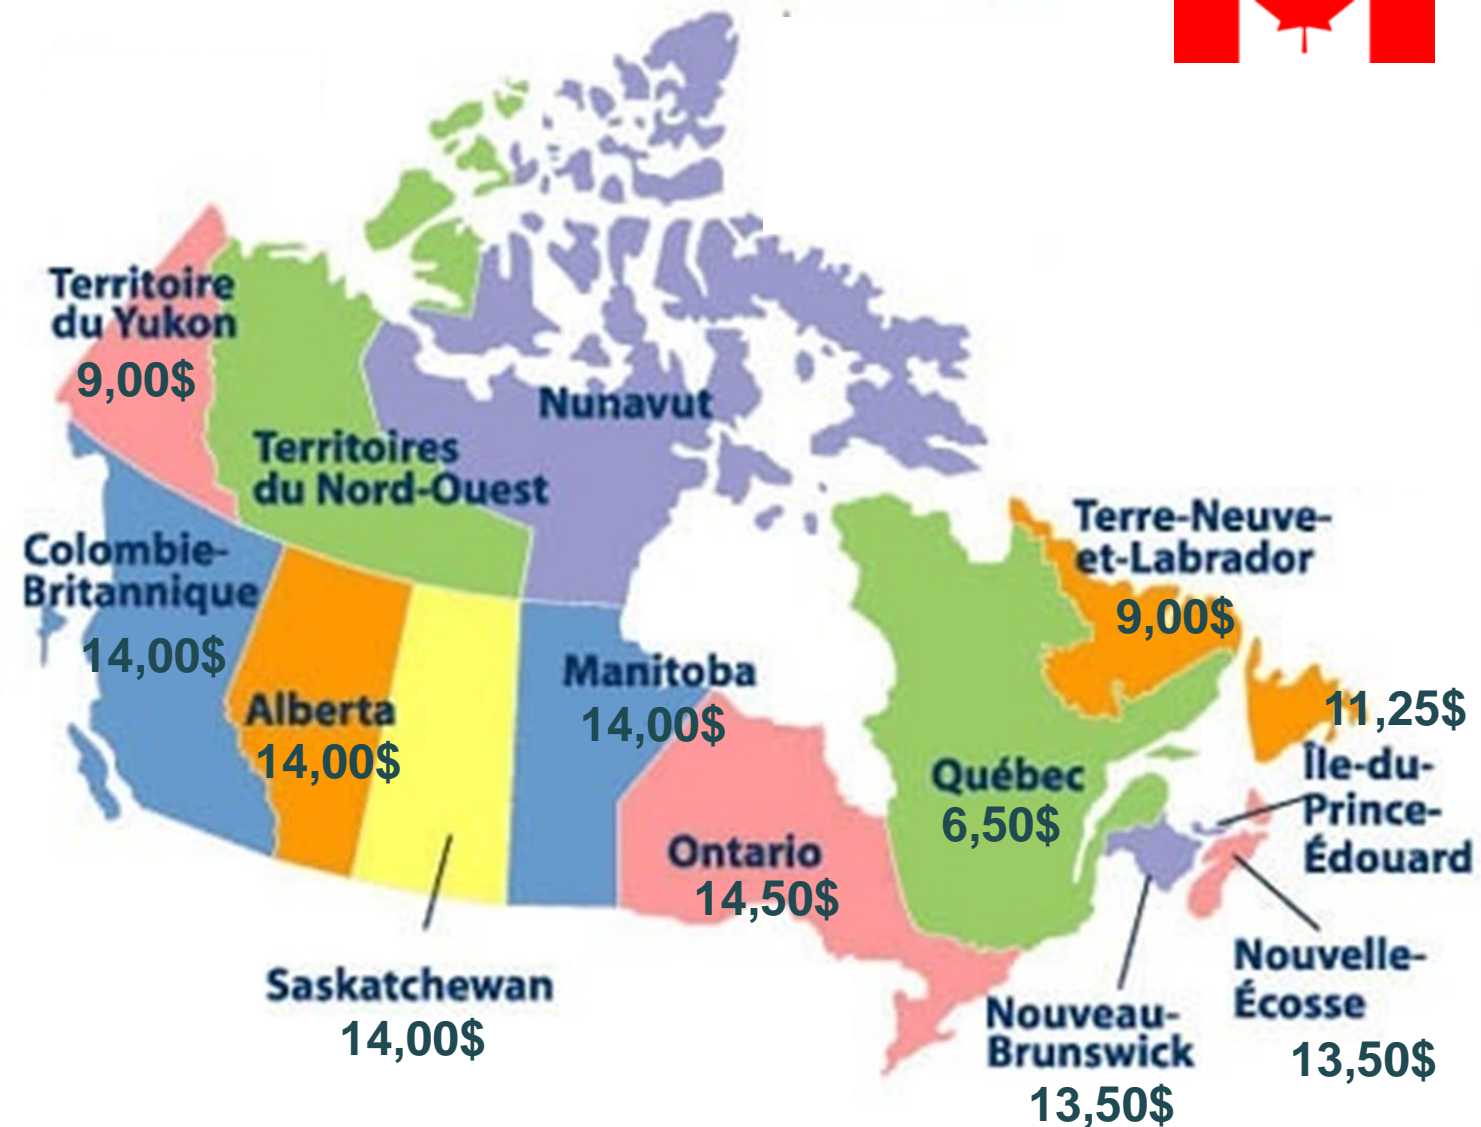 Territoire
du Yukon
9,00$
Nunavut
Territoires
du Nord-Ouest
Colombie-
Britannique
14,00$
Alberta
14,00$
Saskatchewan
14,00$
Manitoba
14,00$
Ontario
14,50$
Québec
6,50$
Terre-Neuve-
et-Labrador
9,00$
11,25$
Île-du-
Prince-
Édouard
Nouvelle-
Écosse
13,50$
Nouveau-
Brunswick
13,50$